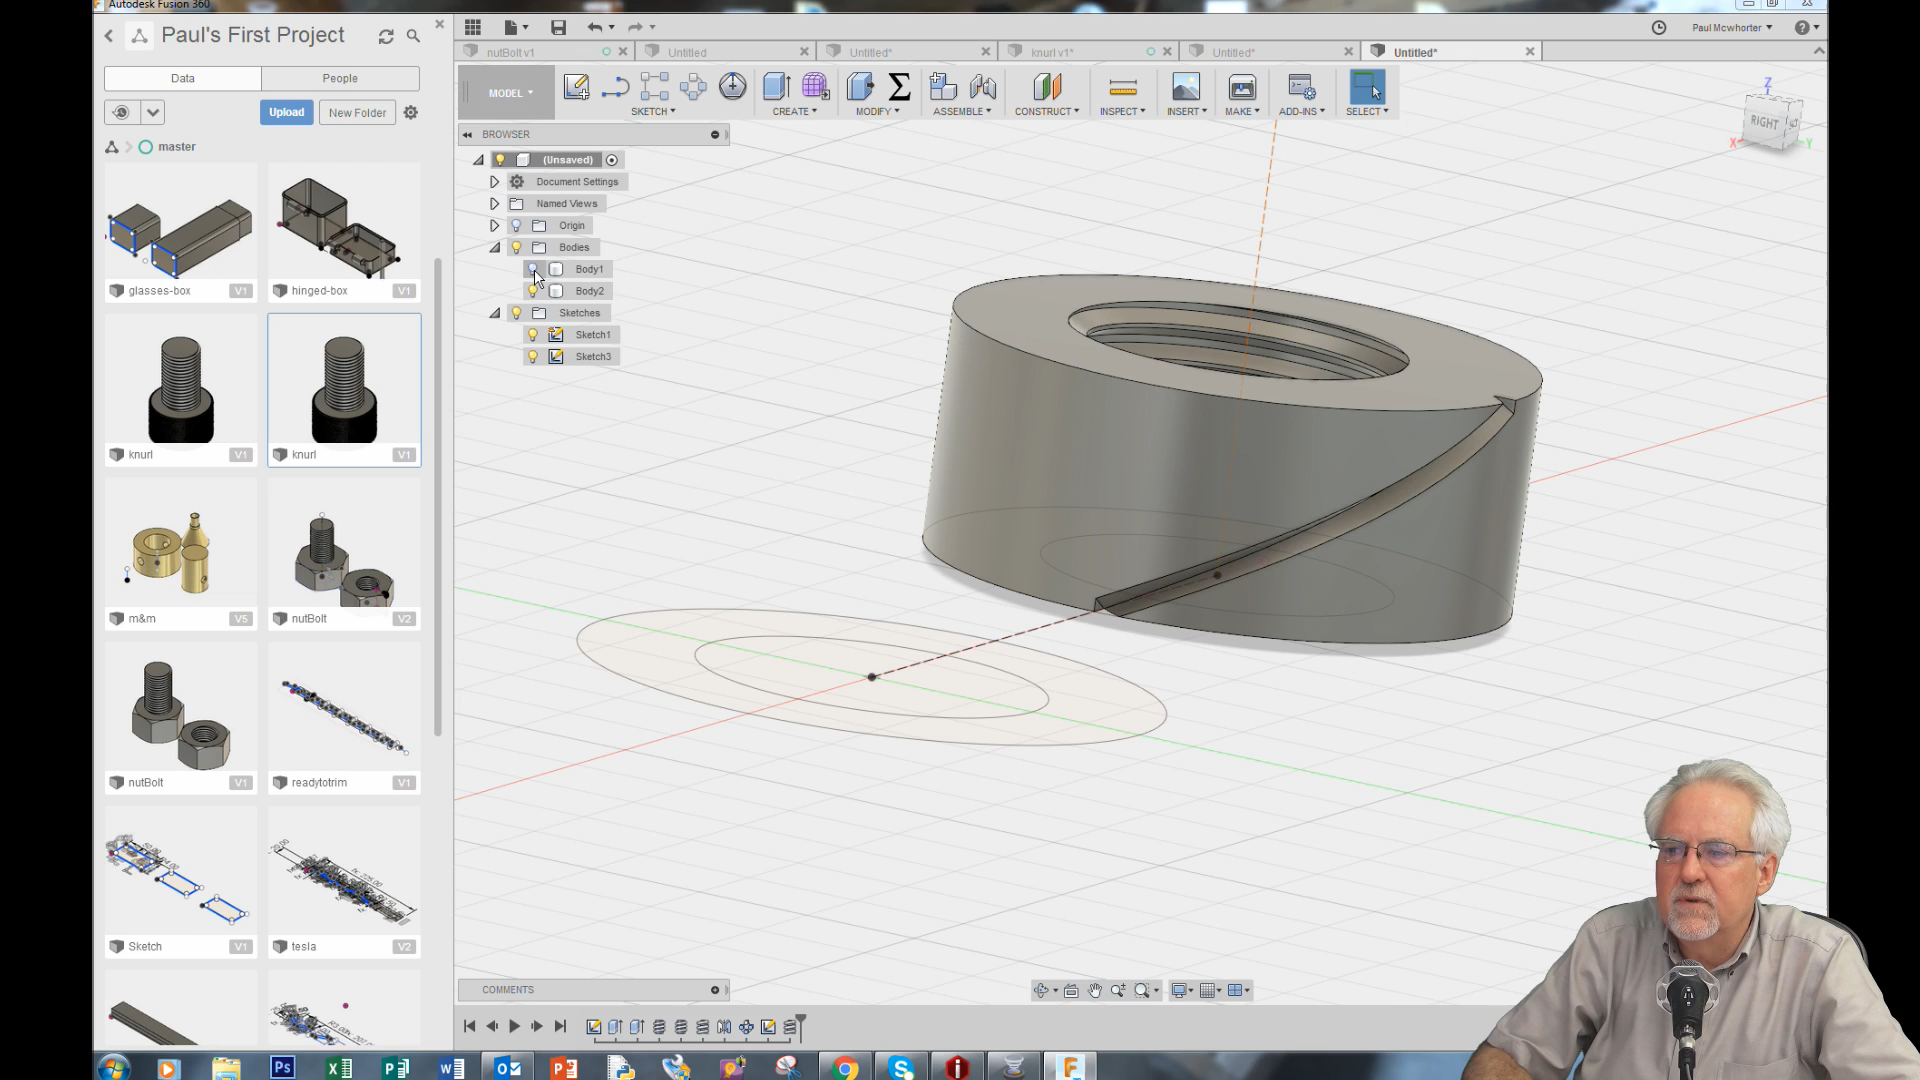 Autodesk Fusion 360
Paul's First Project
Data
People
Upload
New Folder
master
glasses-box
V1
hinged-box
V1
knurl
V1
knurl
V1
m&m
V5
nutBolt
V2
nutBolt
V1
readytotrim
V1
Sketch
V1
tesla
V2
Paul Mcwhorter
nutBolt v1
Untitled
Untitled*
knurl v1*
Untitled*
Untitled*
MODEL
SKETCH
CREATE
MODIFY
ASSEMBLE
CONSTRUCT
INSPECT
INSERT
MAKE
ADD-INS
SELECT
BROWSER
(Unsaved)
Document Settings
Named Views
Origin
Bodies
Body1
Body2
Sketches
Sketch1
Sketch3
Z
RIGHT
X
Y
COMMENTS